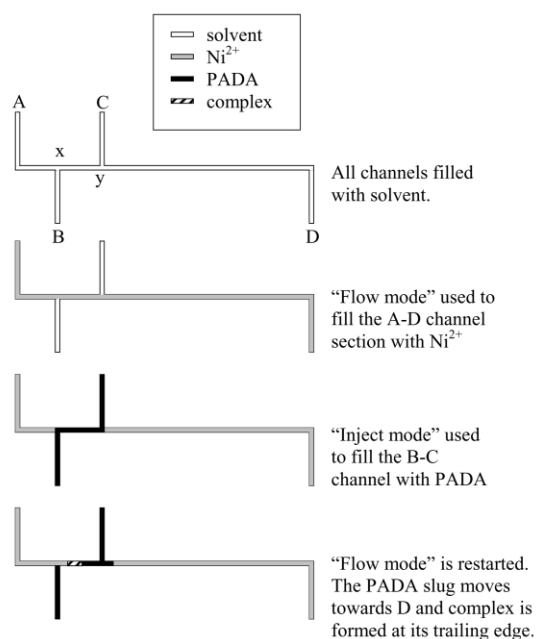 solvent
Ni2+
PADA
complex
A
C
x
y
B
D
All channels filled
with solvent.
“Flow mode” used to
fill the A-D channel
section with Ni2+
“Inject mode” used
to fill the B-C
channel with PADA
“Flow mode” is restarted.
The PADA slug moves
towards D and complex is
formed at its trailing edge.